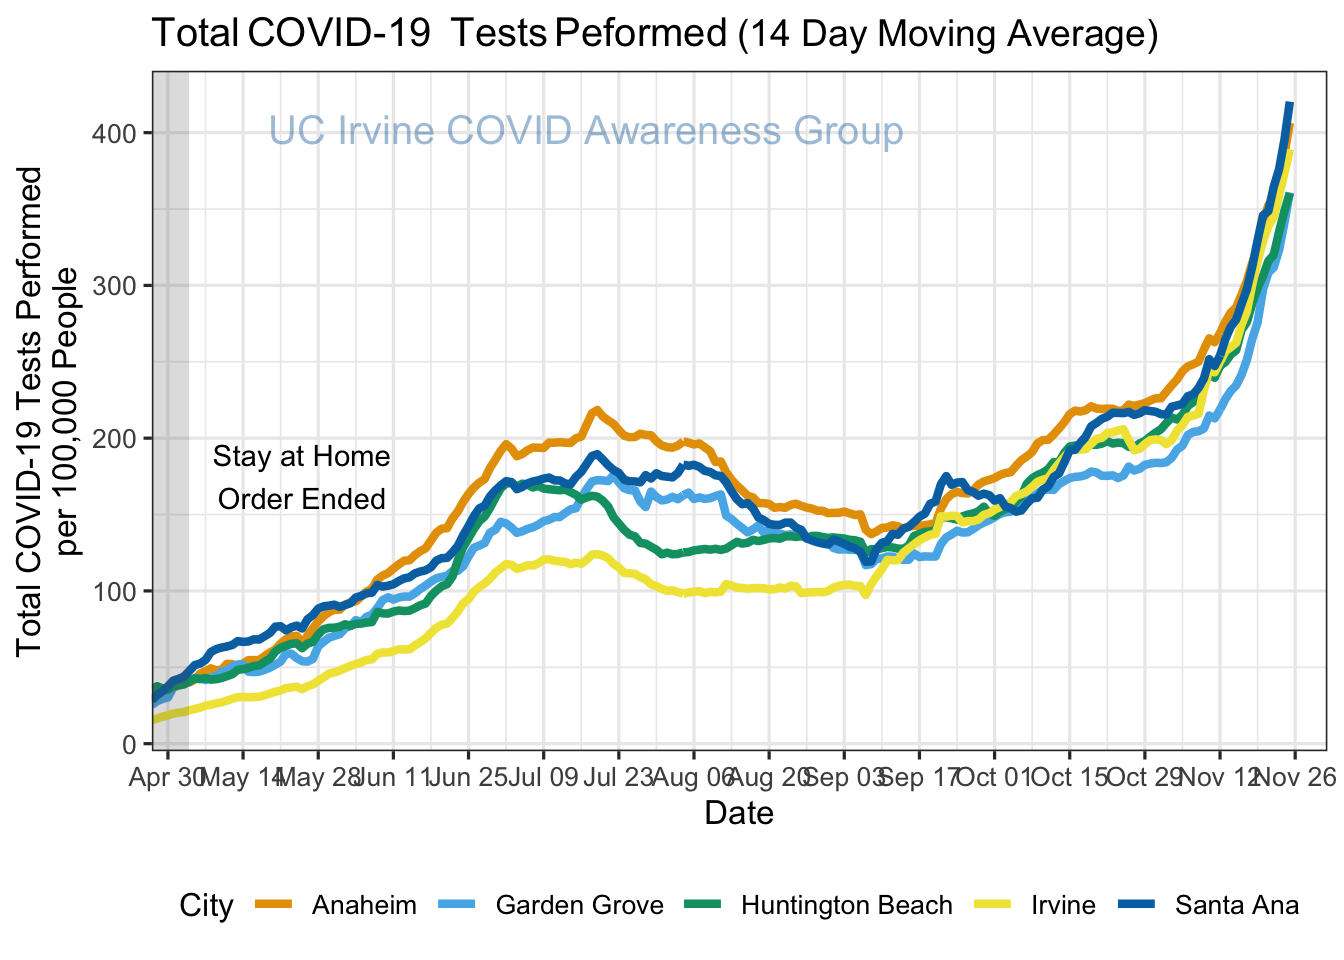 Total COVID-19  Tests Peformed (14 Day Moving Average)
UC Irvine COVID Awareness Group
Total COVID-19 Tests Performed
per 100,000 People
400
300
200
100
0
Stay at Home
Order Ended
Apr 30 May 14 May 28 Jun 11 Jun 25 Jul 09 Jul 23 Aug 06 Aug 20 Sep 03 Sep 17 Oct 01 Oct 15 Oct 29 Nov 12 Nov 26
Date
City Anaheim Garden Grove Huntington Beach Irvine Santa Ana